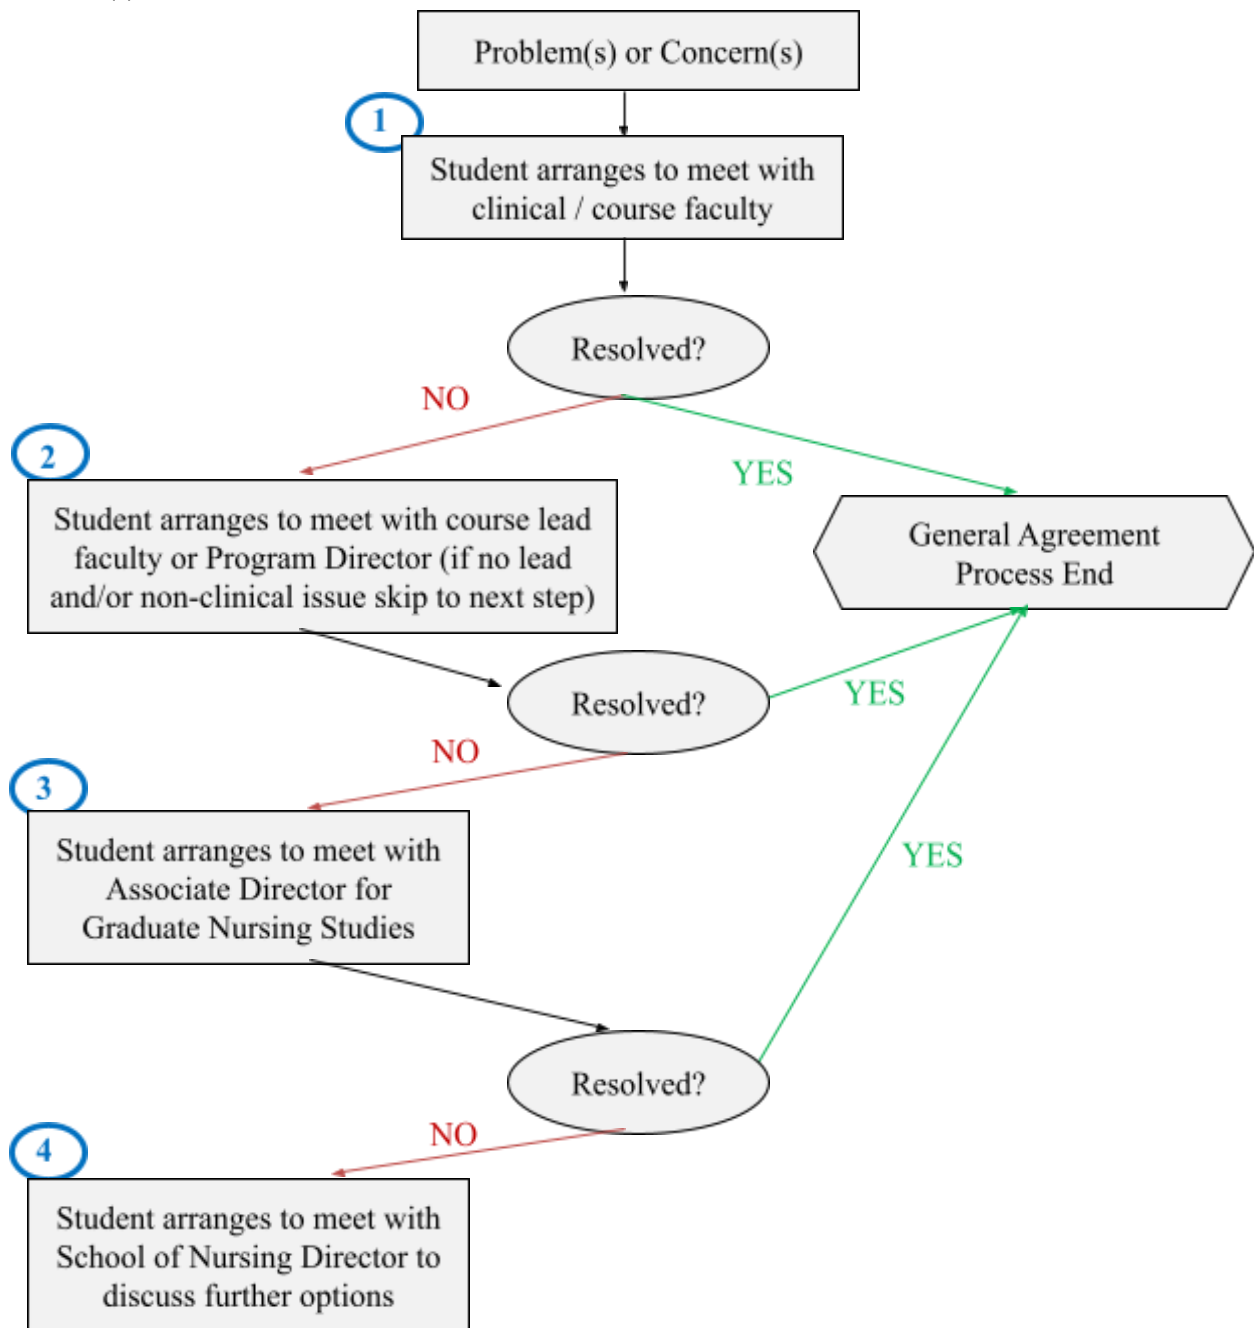 Problem(s) or Concern(s)
1
Student arranges to meet with
clinical / course faculty
Resolved?
NO
YES
2
Student arranges to meet with course lead
faculty or Program Director (if no lead
and/or non-clinical issue skip to next step)
General Agreement
Process End
Resolved?
YES
NO
3
Student arranges to meet with
Associate Director for
Graduate Nursing Studies
YES
Resolved?
NO
4
Student arranges to meet with
School of Nursing Director to
discuss further options